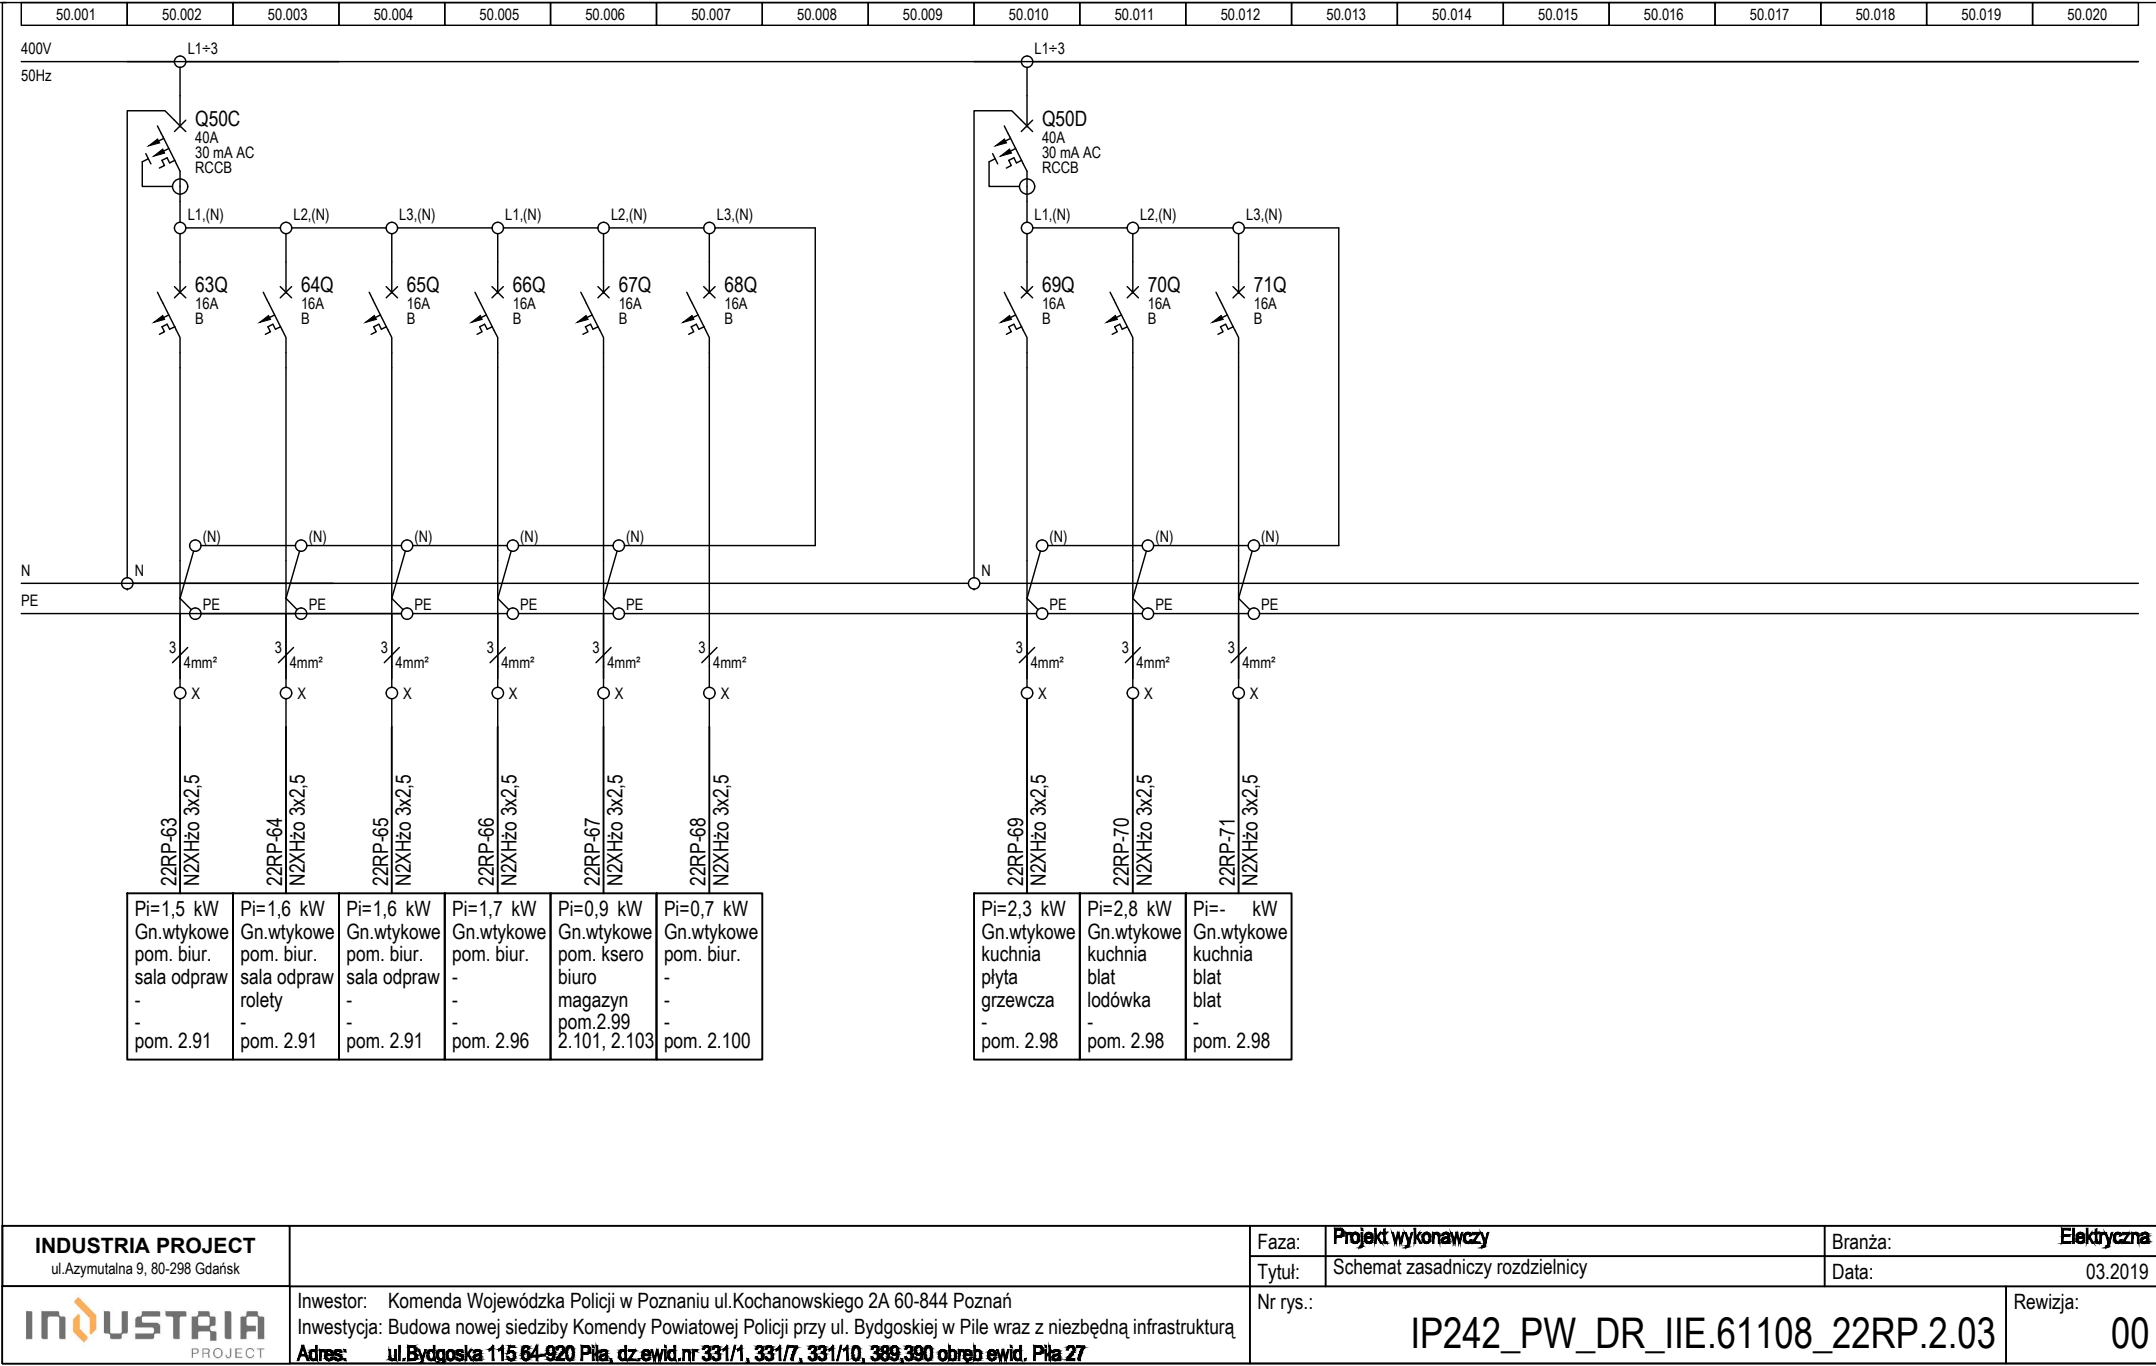 50.001 50.002 50.003 50.004 50.005 50.006 50.007 50.008 50.009 50.010 50.011 50.012 50.013 50.014 50.015 50.016 50.017 50.018 50.019 50.020
400V L1÷3 L1÷3
50Hz
Q50C Q50D
40A 40A
30 mA AC 30 mA AC
RCCB RCCB
L1,(N) L2,(N) L3,(N) L1,(N) L2,(N) L3,(N) L1,(N) L2,(N) L3,(N)
63Q 64Q 65Q 66Q 67Q 68Q 69Q 70Q 71Q
16A 16A 16A 16A 16A 16A 16A 16A 16A
B B B B B B B B B
(N) (N) (N) (N) (N) (N) (N) (N)
N N N
PE PE PE PE PE PE PE PE PE
3 3 3 3 3 3 3 3 3
4mm² 4mm² 4mm² 4mm² 4mm² 4mm² 4mm² 4mm² 4mm²
X X X X X X X X X
22RP-63
N2XHżo 3x2,5
22RP-64
N2XHżo 3x2,5
22RP-65
N2XHżo 3x2,5
22RP-66
N2XHżo 3x2,5
22RP-67
N2XHżo 3x2,5
22RP-68
N2XHżo 3x2,5
22RP-69
N2XHżo 3x2,5
22RP-70
N2XHżo 3x2,5
22RP-71
N2XHżo 3x2,5
Pi=1,5 kW
Gn.wtykowe
pom. biur.
sala odpraw
-
-
pom. 2.91
Pi=1,6 kW
Gn.wtykowe
pom. biur.
sala odpraw
rolety
-
pom. 2.91
Pi=1,6 kW
Gn.wtykowe
pom. biur.
sala odpraw
-
-
pom. 2.91
Pi=1,7 kW
Gn.wtykowe
pom. biur.
-
-
-
pom. 2.96
Pi=0,9 kW
Gn.wtykowe
pom. ksero
biuro
magazyn
pom.2.99
2.101, 2.103
Pi=0,7 kW
Gn.wtykowe
pom. biur.
-
-
-
pom. 2.100
Pi=2,3 kW
Gn.wtykowe
kuchnia
płyta
grzewcza
-
pom. 2.98
Pi=2,8 kW
Gn.wtykowe
kuchnia
blat
lodówka
-
pom. 2.98
Pi=- kW
Gn.wtykowe
kuchnia
blat
blat
-
pom. 2.98
INDUSTRIA PROJECT
ul.Azymutalna 9, 80-298 Gdańsk
INDUSTRIA
PROJECT
Inwestor: Komenda Wojewódzka Policji w Poznaniu ul.Kochanowskiego 2A 60-844 Poznań
Inwestycja: Budowa nowej siedziby Komendy Powiatowej Policji przy ul. Bydgoskiej w Pile wraz z niezbędną infrastrukturą
Adres: ul.Bydgoska 115 64-920 Piła, dz.ewid.nr 331/1, 331/7, 331/10, 389,390 obręb ewid. Piła 27
Faza: Projekt wykonawczy Branża: Elektryczna
Tytuł: Schemat zasadniczy rozdzielnicy Data: 03.2019
Nr rys.: IP242_PW_DR_IIE.61108_22RP.2.03 Rewizja: 00